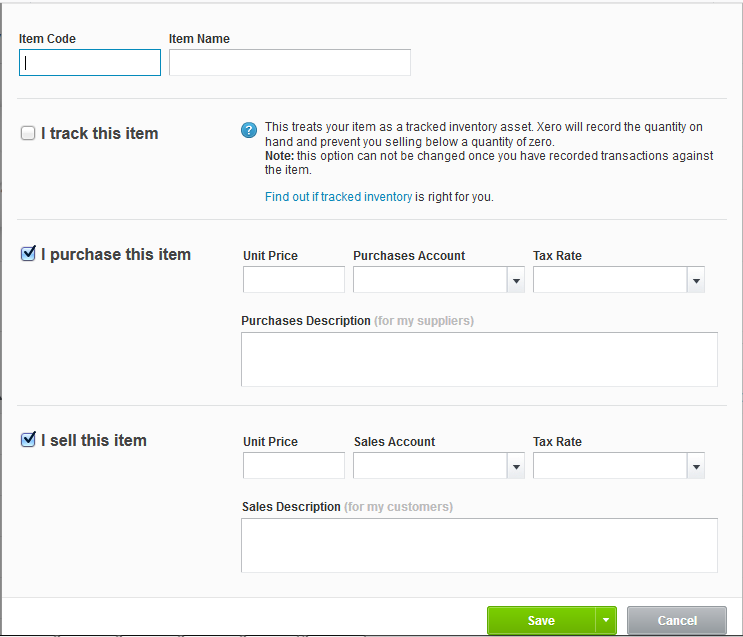 Item Code Item Name
I track this item
? This treats your item as a tracked inventory asset. Xero will record the quantity on
hand and prevent you selling below a quantity of zero.
Note: this option can not be changed once you have recorded transactions against
the item.
Find out if tracked inventory is right for you.
I purchase this item
Unit Price Purchases Account Tax Rate
Purchases Description (for my suppliers)
I sell this item
Unit Price Sales Account Tax Rate
Sales Description (for my customers)
Save Cancel